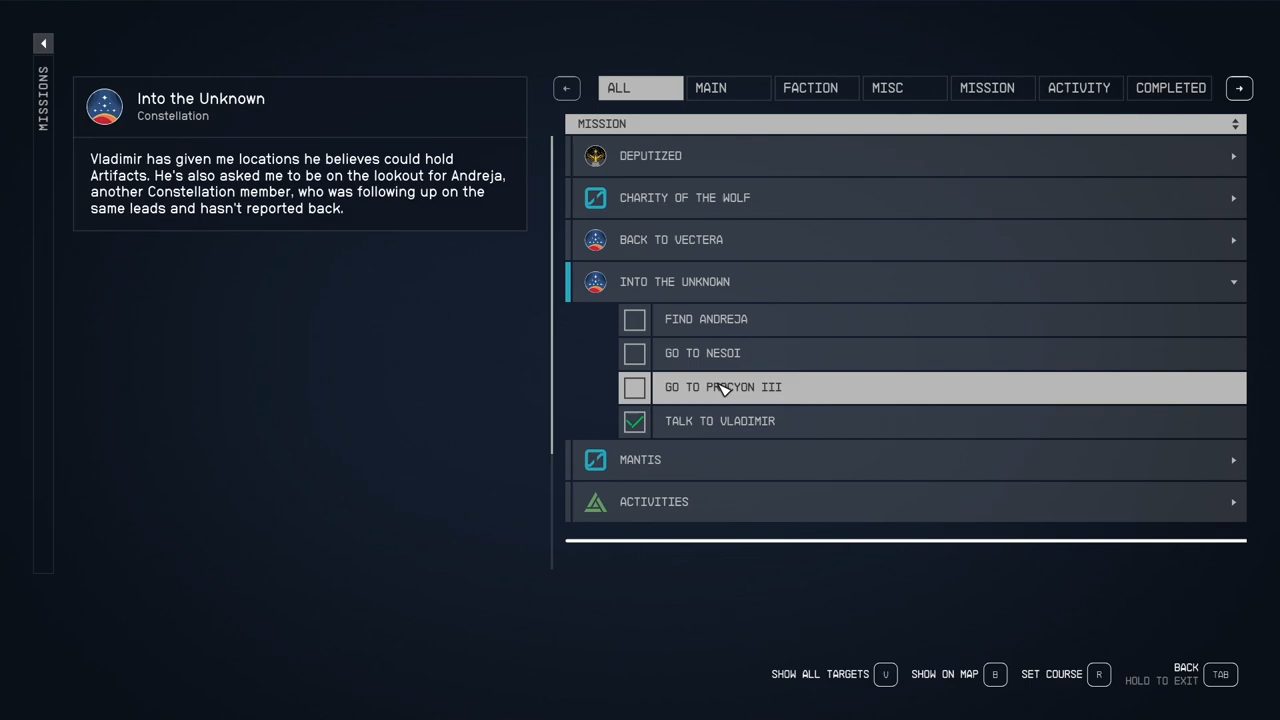 MISSIONS
Into the Unknown
Constellation
Vladimir has given me locations he believes could hold
Artifacts. He's also asked me to be on the lookout for Andreja,
another Constellation member, who was following up on the
same leads and hasn't reported back.
ALL MAIN FACTION MISC MISSION ACTIVITY COMPLETED
MISSION
DEPUTIZED
CHARITY OF THE WOLF
BACK TO VECTERA
INTO THE UNKNOWN
FIND ANDREJA
GO TO NESOI
GO TO PROCYON III
TALK TO VLADIMIR
MANTIS
ACTIVITIES
SHOW ALL TARGETS V SHOW ON MAP B SET COURSE R BACK TAB
HOLD TO EXIT